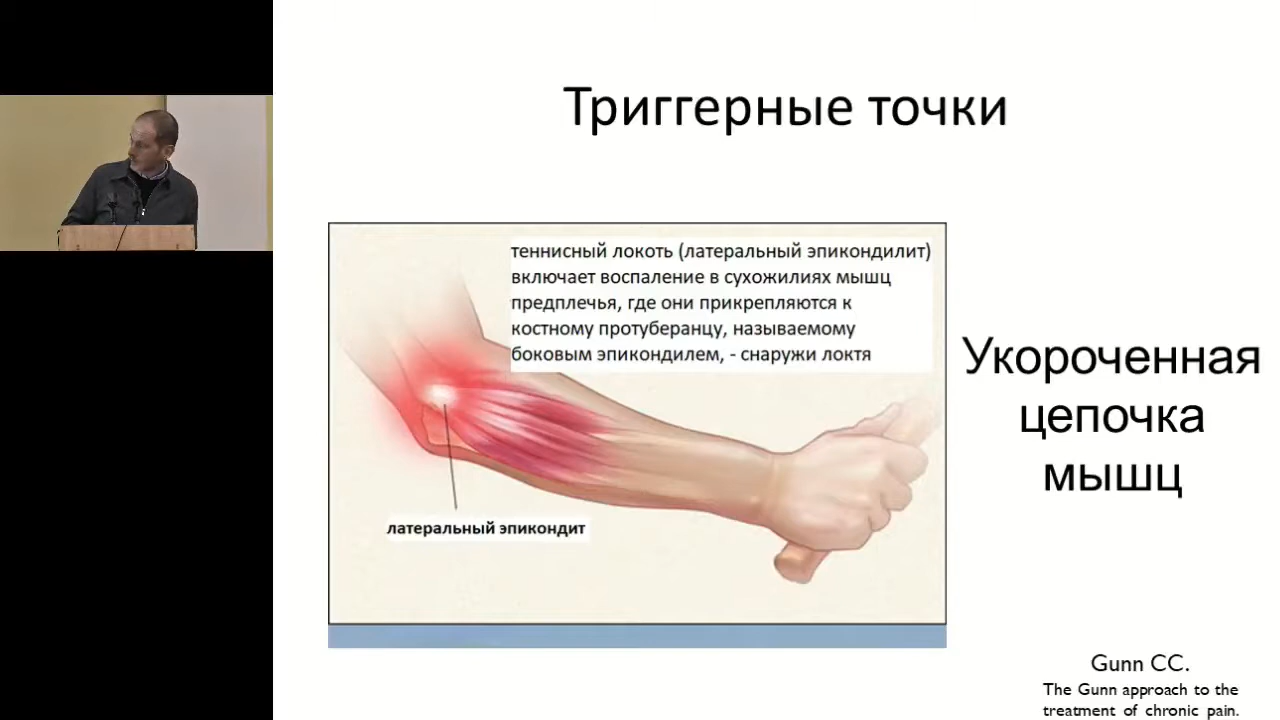 Триггерные точки
теннисный локоть (латеральный эпикондилит)
включает воспаление в сухожилиях мышц
предплечья, где они прикрепляются к
костному протуберанцу, называемому
боковым эпикондилем, - снаружи локтя
латеральный эпикондит
Укороченная
цепочка
мышц
Gunn CC.
The Gunn approach to the
treatment of chronic pain.